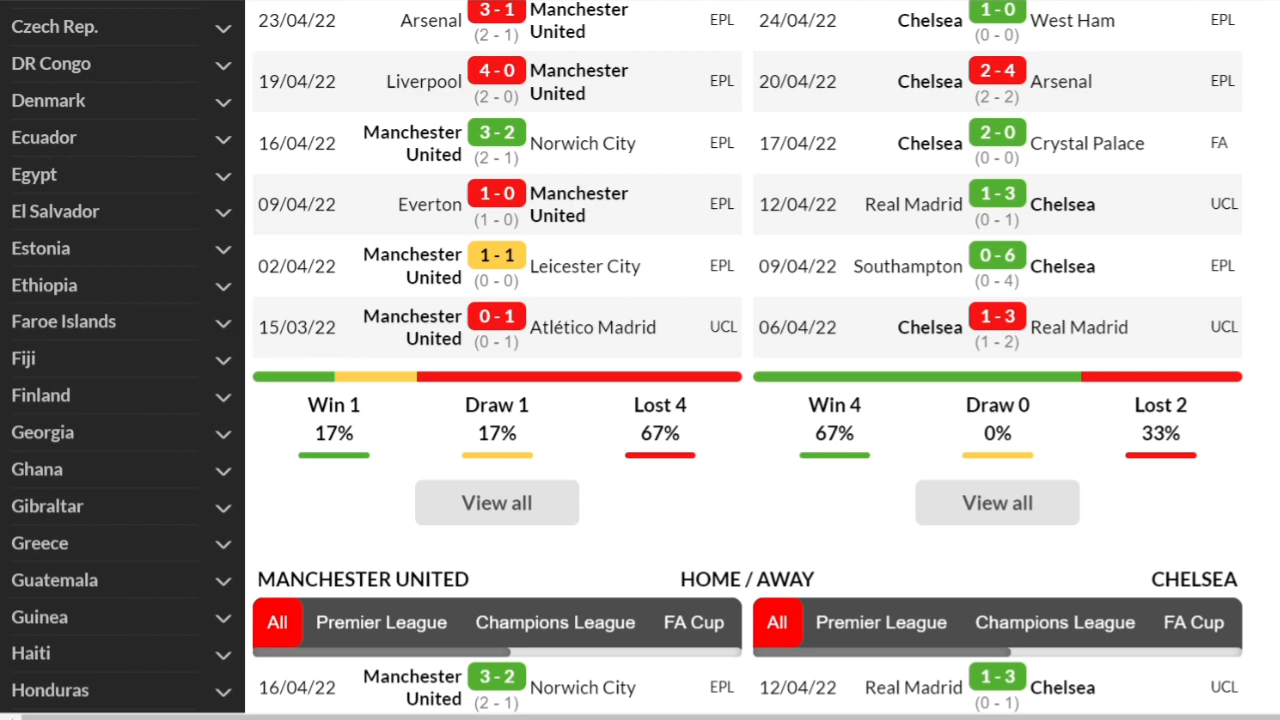 Czech Rep.
DR Congo
Denmark
Ecuador
Egypt
El Salvador
Estonia
Ethiopia
Faroe Islands
Fiji
Finland
Georgia
Ghana
Gibraltar
Greece
Guatemala
Guinea
Haiti
Honduras
23/04/22 Arsenal 3 - 1 (2 - 1) Manchester United EPL
19/04/22 Liverpool 4 - 0 (2 - 0) Manchester United EPL
16/04/22 Manchester United 3 - 2 (2 - 1) Norwich City EPL
09/04/22 Everton 1 - 0 (1 - 0) Manchester United EPL
02/04/22 Manchester United 1 - 1 (0 - 0) Leicester City EPL
15/03/22 Manchester United 0 - 1 (0 - 1) Atlético Madrid UCL
Win 1 Draw 1 Lost 4
17% 17% 67%
View all
24/04/22 Chelsea 1 - 0 (0 - 0) West Ham EPL
20/04/22 Chelsea 2 - 4 (2 - 2) Arsenal EPL
17/04/22 Chelsea 2 - 0 (0 - 0) Crystal Palace FA
12/04/22 Real Madrid 1 - 3 (0 - 1) Chelsea UCL
09/04/22 Southampton 0 - 6 (0 - 4) Chelsea EPL
06/04/22 Chelsea 1 - 3 (1 - 2) Real Madrid UCL
Win 4 Draw 0 Lost 2
67% 0% 33%
View all
MANCHESTER UNITED HOME / AWAY CHELSEA
All Premier League Champions League FA Cup
16/04/22 Manchester United 3 - 2 (2 - 1) Norwich City EPL
All Premier League Champions League FA Cup
12/04/22 Real Madrid 1 - 3 (0 - 1) Chelsea UCL